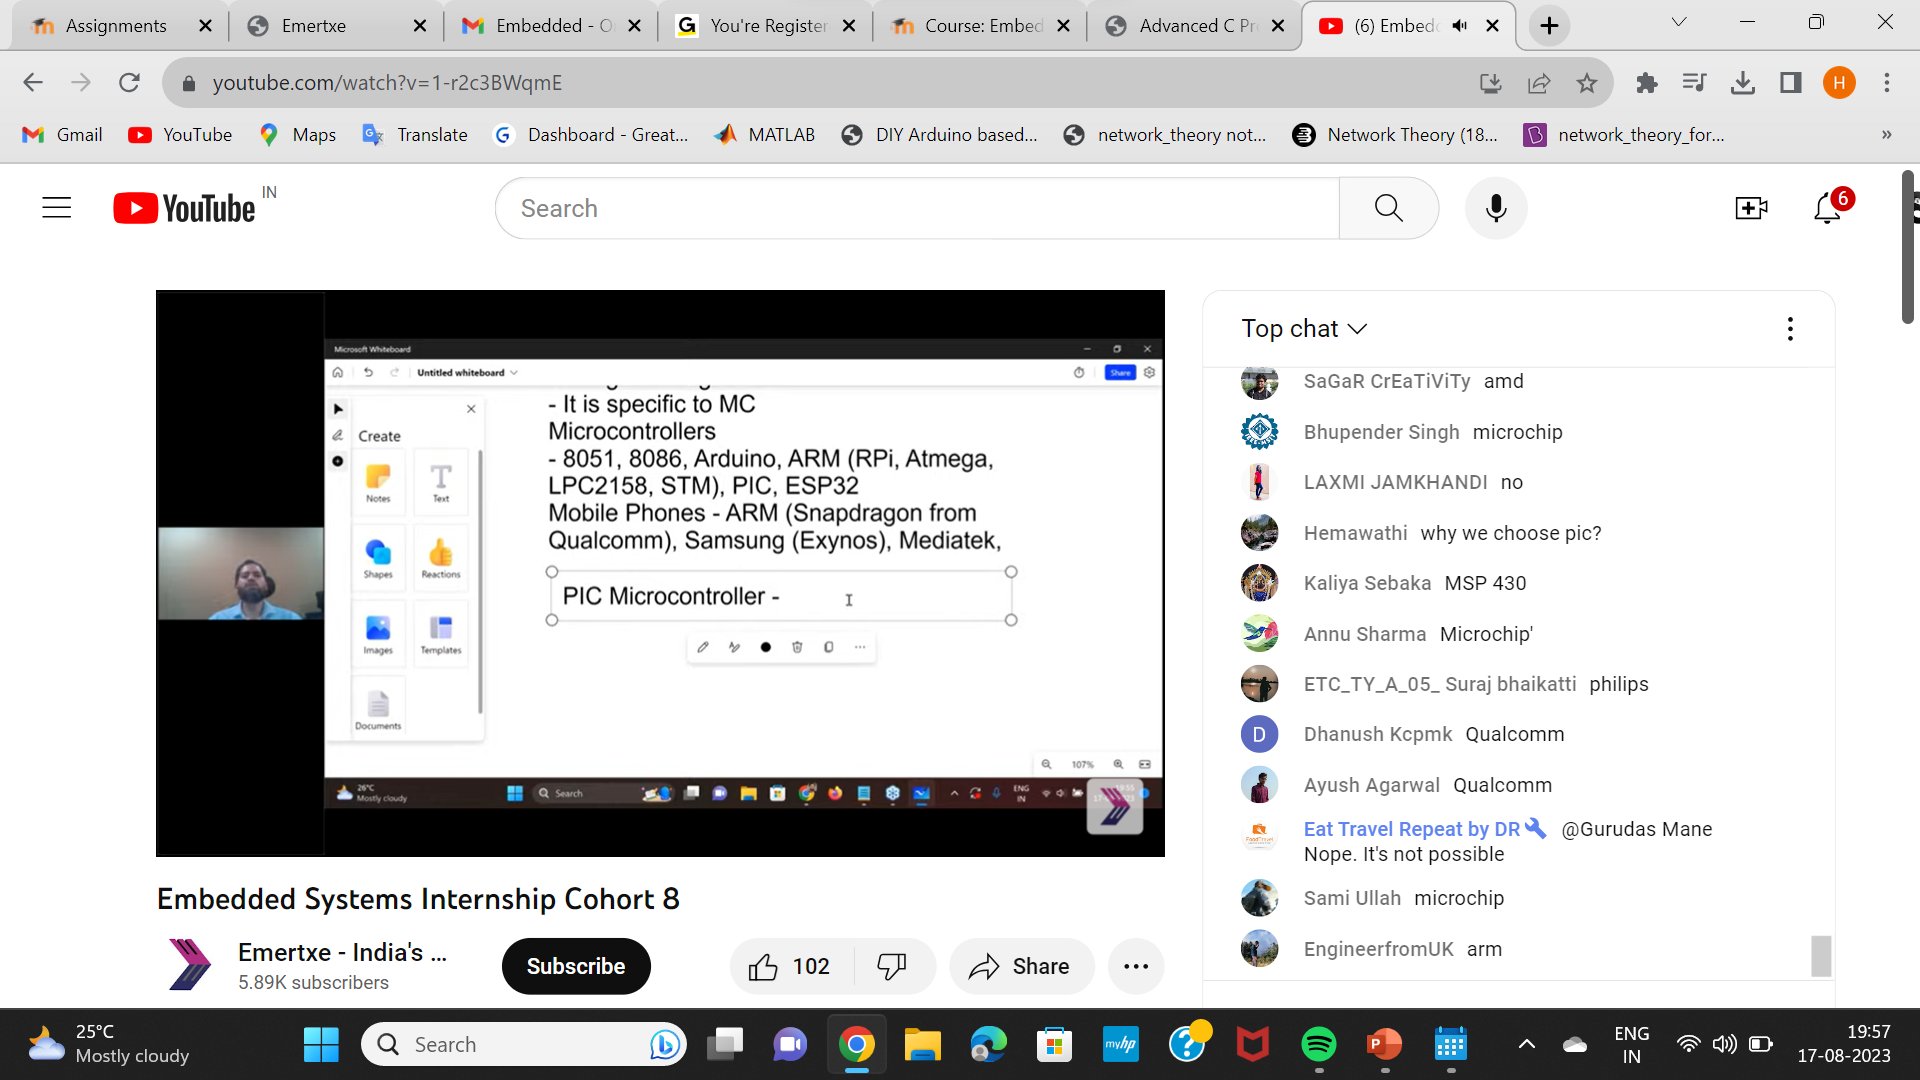 Assignments
Emertxe
Embedded - O
You're Register
Course: Embed
Advanced C Pr
(6) Embed
youtube.com/watch?v=1-r2c3BWqmE
H
Gmail
YouTube
Maps
Translate
Dashboard - Great...
MATLAB
DIY Arduino based...
network_theory not...
Network Theory (18...
network_theory_for...
»
YouTube IN
Search
6
Microsoft Whiteboard
Untitled whiteboard
Share
Create
Notes
Text
Shapes
Reactions
Images
Templates
Documents
- It is specific to MC
Microcontrollers
- 8051, 8086, Arduino, ARM (RPi, Atmega,
LPC2158, STM), PIC, ESP32
Mobile Phones - ARM (Snapdragon from
Qualcomm), Samsung (Exynos), Mediatek,
PIC Microcontroller -
107%
26°C
Mostly cloudy
Search
ENG
IN
Top chat
SaGaR CrEaTiViTy amd
Bhupender Singh microchip
LAXMI JAMKHANDI no
Hemawathi why we choose pic?
Kaliya Sebaka MSP 430
Annu Sharma Microchip'
ETC_TY_A_05_ Suraj bhaikatti philips
D Dhanush Kcpmk Qualcomm
Ayush Agarwal Qualcomm
Eat Travel Repeat by DR @Gurudas Mane
Nope. It's not possible
Sami Ullah microchip
EngineerfromUK arm
Embedded Systems Internship Cohort 8
Emertxe - India's ...
5.89K subscribers
Subscribe
102
Share
25°C
Mostly cloudy
Search
myhp
ENG
IN
19:57
17-08-2023